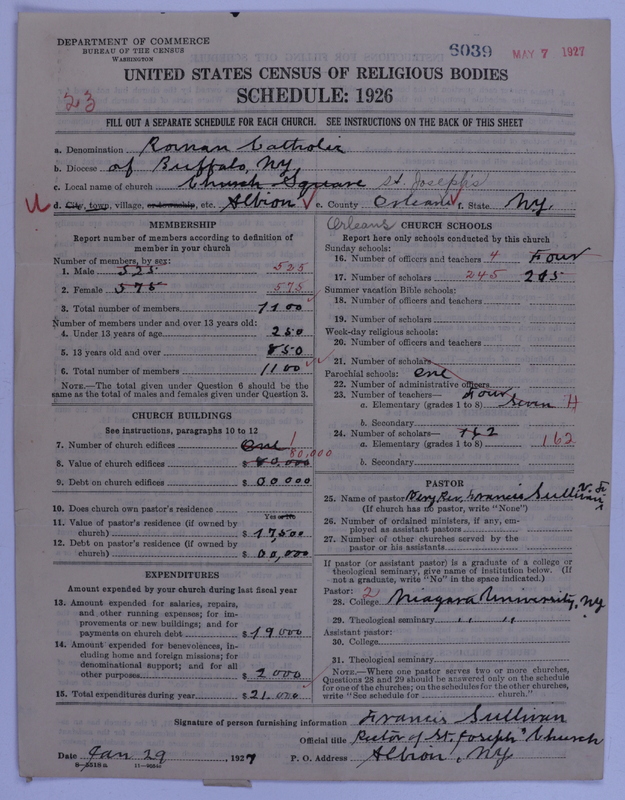 DEPARTMENT OF COMMERCE
BUREAU OF THE CENSUS
WASHINGTON
6039 MAY 7 1927
UNITED STATES CENSUS OF RELIGIOUS BODIES
23
SCHEDULE: 1926
FILL OUT A SEPARATE SCHEDULE FOR EACH CHURCH. SEE INSTRUCTIONS ON THE BACK OF THIS SHEET
a. Denomination Roman Catholic
b. Diocese of Buffalo, NY
c. Local name of church Church Square St. Joseph's
d. City, town, village, or township, etc. Albion e. County Orleans f. State NY.
MEMBERSHIP
Report number of members according to definition of
member in your church
Number of members, by sex:
1. Male 525 525
2. Female 575 575
3. Total number of members 1100
Number of members under and over 13 years old:
4. Under 13 years of age 250
5. 13 years old and over 850
6. Total number of members 1100
NOTE.—The total given under Question 6 should be the
same as the total of males and females given under Question 3.
CHURCH BUILDINGS
See instructions, paragraphs 10 to 12
7. Number of church edifices One 1
80,000
8. Value of church edifices $ 80,000
9. Debt on church edifices $ 00,000
10. Does church own pastor's residence
Yes or No
11. Value of pastor's residence (if owned by
church) $ 17500
12. Debt on pastor's residence (if owned by
church) $ 00,000
EXPENDITURES
Amount expended by your church during last fiscal year
13. Amount expended for salaries, repairs,
and other running expenses; for im-
provements or new buildings; and for
payments on church debt $ 19000
14. Amount expended for benevolences, in-
cluding home and foreign missions; for
denominational support; and for all
other purposes $ 2000
15. Total expenditures during year $ 21.000
Orleans CHURCH SCHOOLS
Report here only schools conducted by this church
Sunday schools:
16. Number of officers and teachers 4 Four
17. Number of scholars 245 245
Summer vacation Bible schools:
18. Number of officers and teachers
19. Number of scholars
Week-day religious schools:
20. Number of officers and teachers
21. Number of scholars
Parochial schools: One
22. Number of administrative officers
23. Number of teachers— Four
a. Elementary (grades 1 to 8) Seven
b. Secondary
24. Number of scholars— 162
a. Elementary (grades 1 to 8) 162
b. Secondary
PASTOR
25. Name of pastor Very Rev. Francis Sullivan
(If church has no pastor, write "None")
26. Number of ordained ministers, if any, em-
ployed as assistant pastors
27. Number of other churches served by the
pastor or his assistants
If pastor (or assistant pastor) is a graduate of a college or
theological seminary, give name of institution below. (If
not a graduate, write "No" in the space indicated.)
Pastor: 2
28. College Niagara University, NY
29. Theological seminary " "
Assistant pastor:
30. College
31. Theological seminary
NOTE.—Where one pastor serves two or more churches,
Questions 28 and 29 should be answered only on the schedule
for one of the churches; on the schedules for the other churches,
write "See schedule for church."
Signature of person furnishing information Francis Sullivan
Official title Rector of St. Joseph's Church
Date Jan 29, 1927 P. O. Address Albion, NY
8-5518a